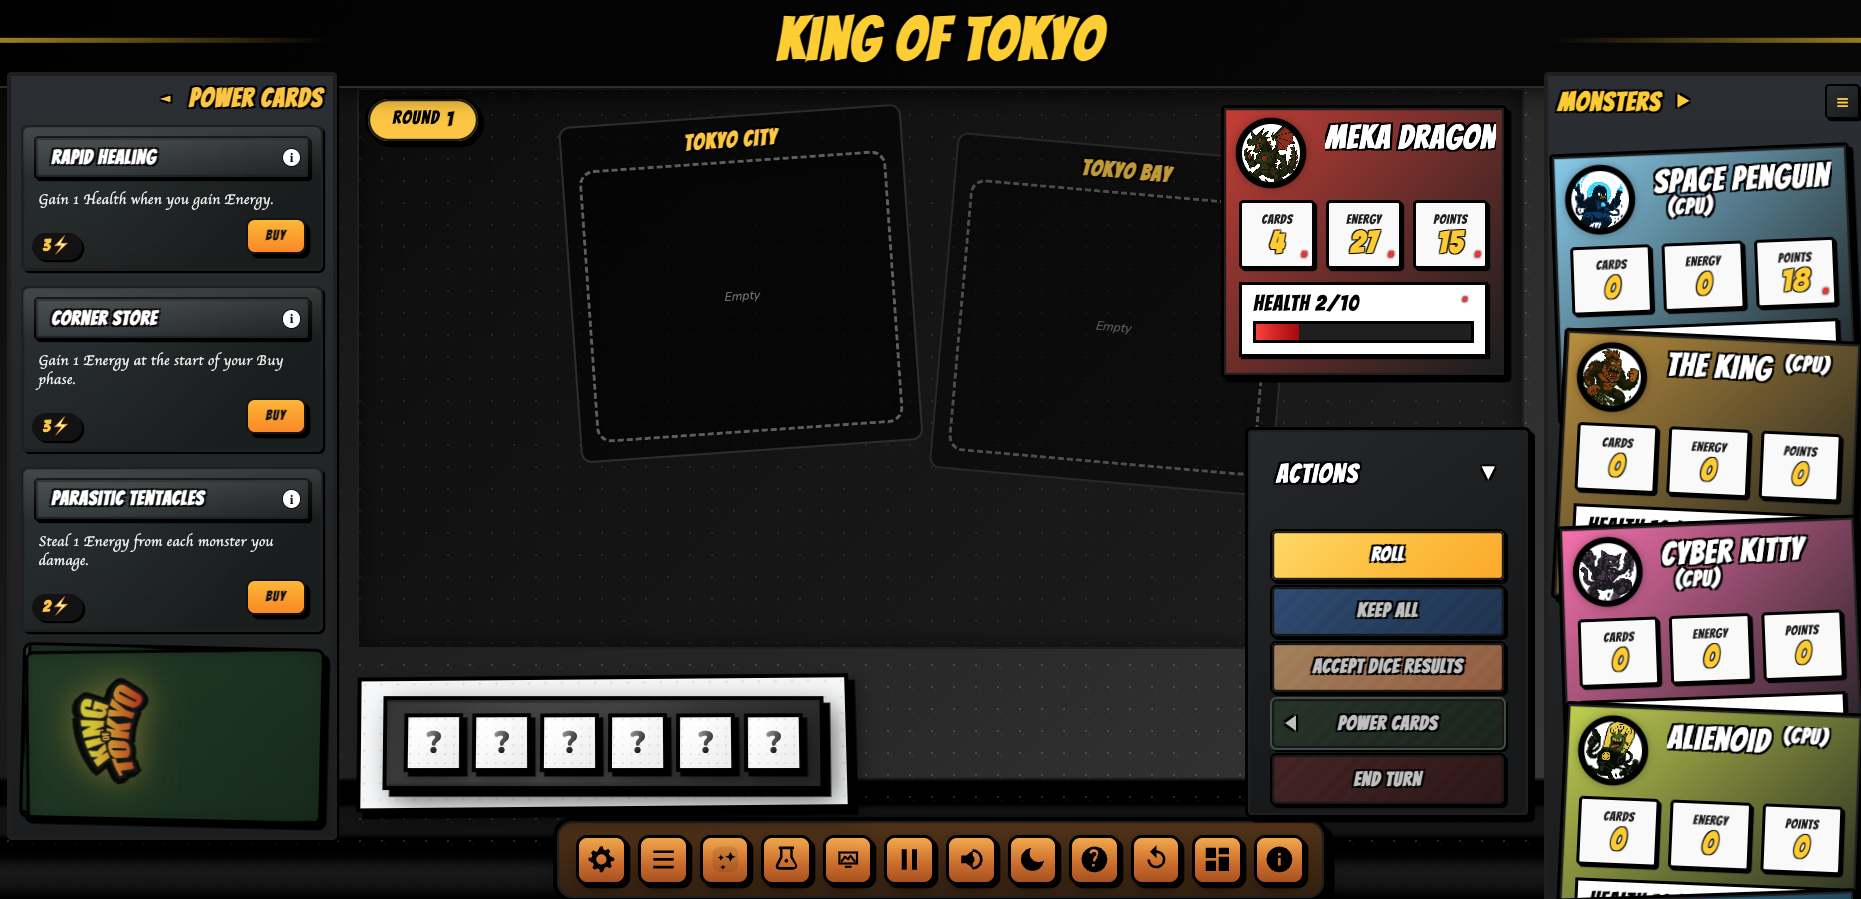 KING OF TOKYO
POWER CARDS
RAPID HEALING
Gain 1 Health when you gain Energy.
3
BUY
CORNER STORE
Gain 1 Energy at the start of your Buy
phase.
3
BUY
PARASITIC TENTACLES
Steal 1 Energy from each monster you
damage.
2
BUY
KING OF TOKYO
ROUND 1
TOKYO CITY
Empty
TOKYO BAY
Empty
MEKA DRAGON
CARDS
4
ENERGY
27
POINTS
15
HEALTH 2/10
ACTIONS
ROLL
KEEP ALL
ACCEPT DICE RESULTS
POWER CARDS
END TURN
? ? ? ? ? ?
MONSTERS
SPACE PENGUIN
(CPU)
CARDS
0
ENERGY
0
POINTS
18
THE KING (CPU)
CARDS
0
ENERGY
0
POINTS
0
CYBER KITTY
(CPU)
CARDS
0
ENERGY
0
POINTS
0
ALIENOID (CPU)
CARDS
0
ENERGY
0
POINTS
0